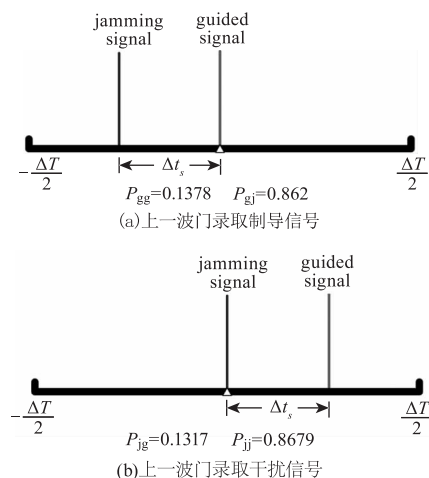 jamming signal
guided signal
-ΔT/2
Δt_s
ΔT/2
P_gg=0.1378 P_gj=0.862
(a)上一波门录取制导信号
jamming signal
guided signal
-ΔT/2
Δt_s
ΔT/2
P_jg=0.1317 P_jj=0.8679
(b)上一波门录取干扰信号